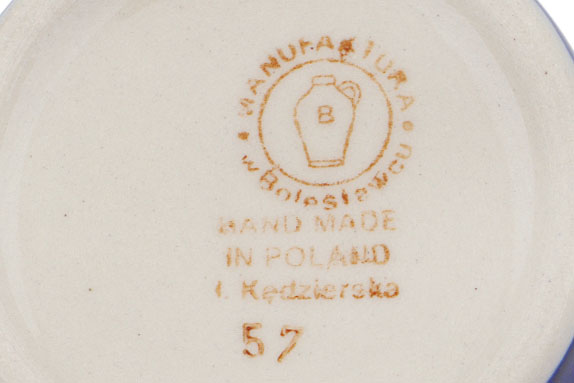 MANUFAKTURA
w Bolesławcu
B
HAND MADE
IN POLAND
I. Kędzierska
57